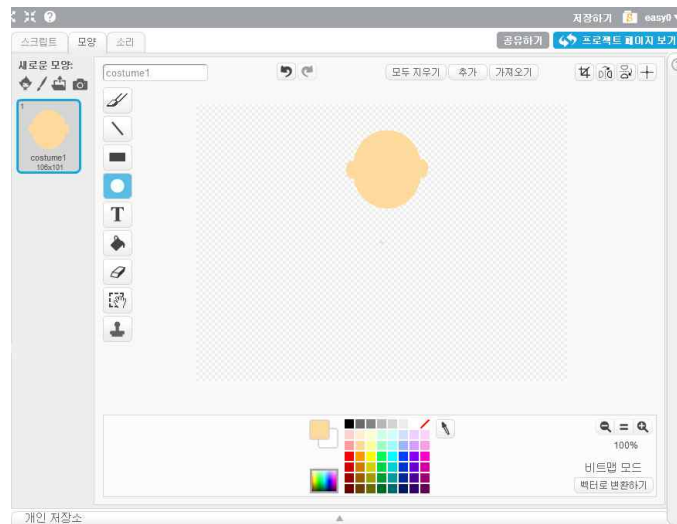 저장하기 easy0
스크립트 모양 소리 공유하기 프로젝트 페이지 보기
새로운 모양:
costume1 모두 지우기 추가 가져오기
1
costume1
106x101
T
100%
비트맵 모드
벡터로 변환하기
개인 저장소